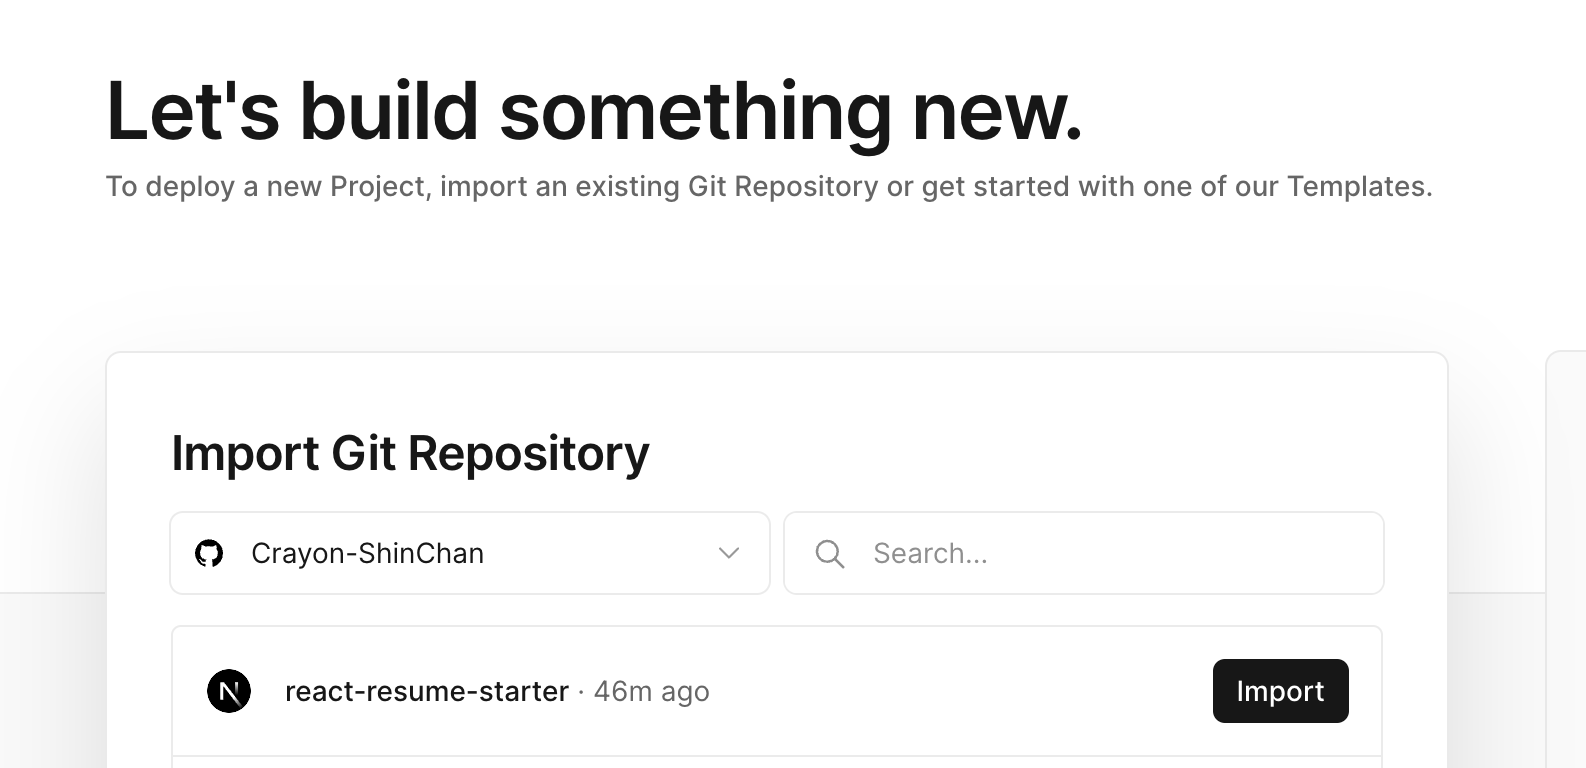 Let's build something new.
To deploy a new Project, import an existing Git Repository or get started with one of our Templates.
Import Git Repository
Crayon-ShinChan
Search...
react-resume-starter · 46m ago
Import